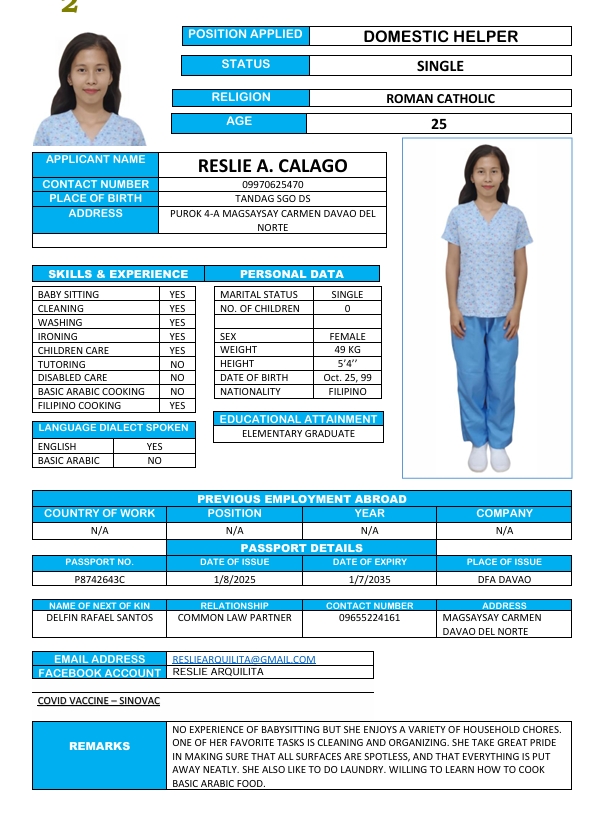 2
POSITION APPLIED DOMESTIC HELPER
STATUS SINGLE
RELIGION ROMAN CATHOLIC
AGE 25
APPLICANT NAME RESLIE A. CALAGO
CONTACT NUMBER 09970625470
PLACE OF BIRTH TANDAG SGO DS
ADDRESS PUROK 4-A MAGSAYSAY CARMEN DAVAO DEL
NORTE
SKILLS & EXPERIENCE PERSONAL DATA
BABY SITTING YES MARITAL STATUS SINGLE
CLEANING YES NO. OF CHILDREN 0
WASHING YES
IRONING YES SEX FEMALE
CHILDREN CARE YES WEIGHT 49 KG
TUTORING NO HEIGHT 5'4''
DISABLED CARE NO DATE OF BIRTH Oct. 25, 99
BASIC ARABIC COOKING NO NATIONALITY FILIPINO
FILIPINO COOKING YES
EDUCATIONAL ATTAINMENT
LANGUAGE DIALECT SPOKEN
ELEMENTARY GRADUATE
ENGLISH YES
BASIC ARABIC NO
PREVIOUS EMPLOYMENT ABROAD
COUNTRY OF WORK POSITION YEAR COMPANY
N/A N/A N/A N/A
PASSPORT DETAILS
PASSPORT NO. DATE OF ISSUE DATE OF EXPIRY PLACE OF ISSUE
P8742643C 1/8/2025 1/7/2035 DFA DAVAO
NAME OF NEXT OF KIN RELATIONSHIP CONTACT NUMBER ADDRESS
DELFIN RAFAEL SANTOS COMMON LAW PARTNER 09655224161 MAGSAYSAY CARMEN
DAVAO DEL NORTE
EMAIL ADDRESS RESLIEARQUILITA@GMAIL.COM
FACEBOOK ACCOUNT RESLIE ARQUILITA
COVID VACCINE – SINOVAC
NO EXPERIENCE OF BABYSITTING BUT SHE ENJOYS A VARIETY OF HOUSEHOLD CHORES.
ONE OF HER FAVORITE TASKS IS CLEANING AND ORGANIZING. SHE TAKE GREAT PRIDE
REMARKS IN MAKING SURE THAT ALL SURFACES ARE SPOTLESS, AND THAT EVERYTHING IS PUT
AWAY NEATLY. SHE ALSO LIKE TO DO LAUNDRY. WILLING TO LEARN HOW TO COOK
BASIC ARABIC FOOD.